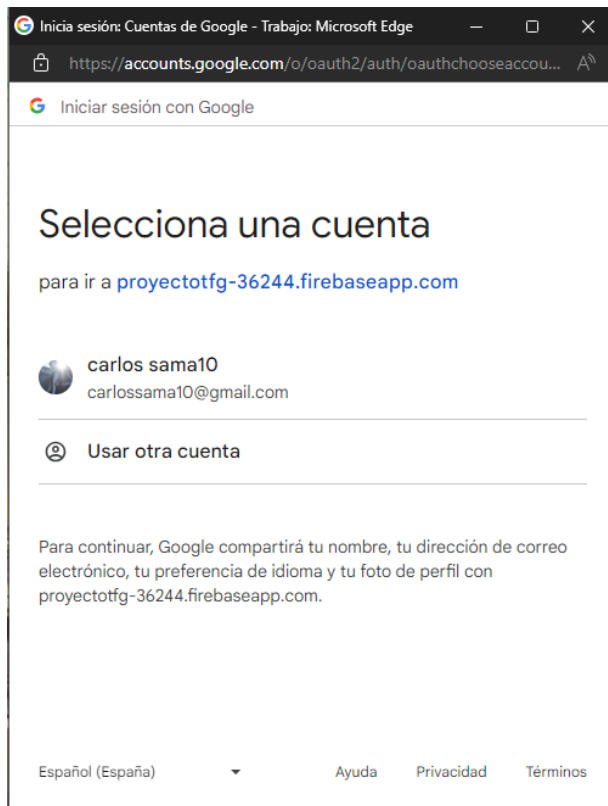 Inicia sesión: Cuentas de Google - Trabajo: Microsoft Edge
https://accounts.google.com/o/oauth2/auth/oauthchooseaccou...
Iniciar sesión con Google
Selecciona una cuenta
para ir a proyectotfg-36244.firebaseapp.com
carlos sama10
carlossama10@gmail.com
Usar otra cuenta
Para continuar, Google compartirá tu nombre, tu dirección de correo
electrónico, tu preferencia de idioma y tu foto de perfil con
proyectotfg-36244.firebaseapp.com.
Español (España) Ayuda Privacidad Términos